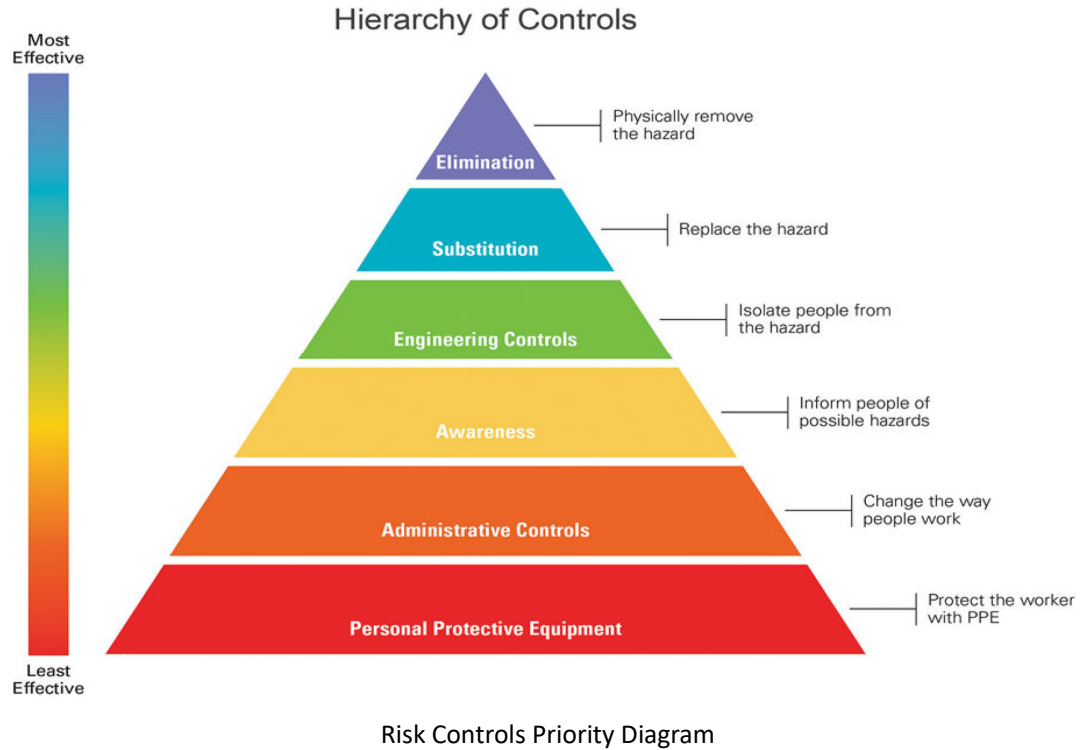 Hierarchy of Controls
Most
Effective
Physically remove
the hazard
Elimination
Replace the hazard
Substitution
Isolate people from
the hazard
Engineering Controls
Inform people of
possible hazards
Awareness
Change the way
people work
Administrative Controls
Protect the worker
with PPE
Personal Protective Equipment
Least
Effective
Risk Controls Priority Diagram